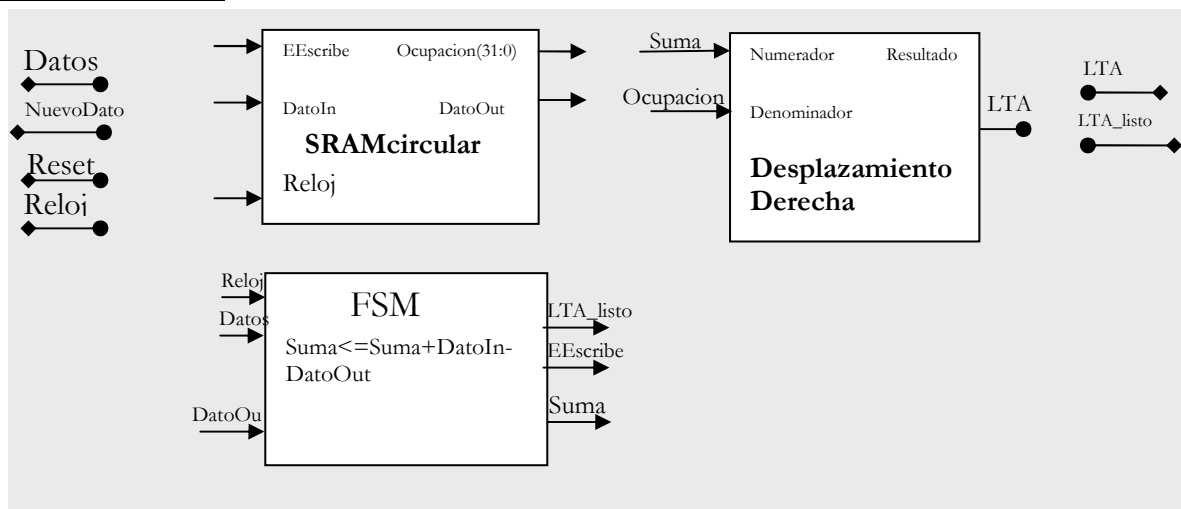 Datos
NuevoDato
Reset
Reloj
EEscribe Ocupacion(31:0)
DatoIn DatoOut
SRAMcircular
Reloj
Suma
Ocupacion
Numerador Resultado
Denominador
Desplazamiento
Derecha
LTA
LTA
LTA_listo
Reloj
Datos
DatoOu
FSM
Suma<=Suma+DatoIn-
DatoOut
LTA_listo
EEscribe
Suma